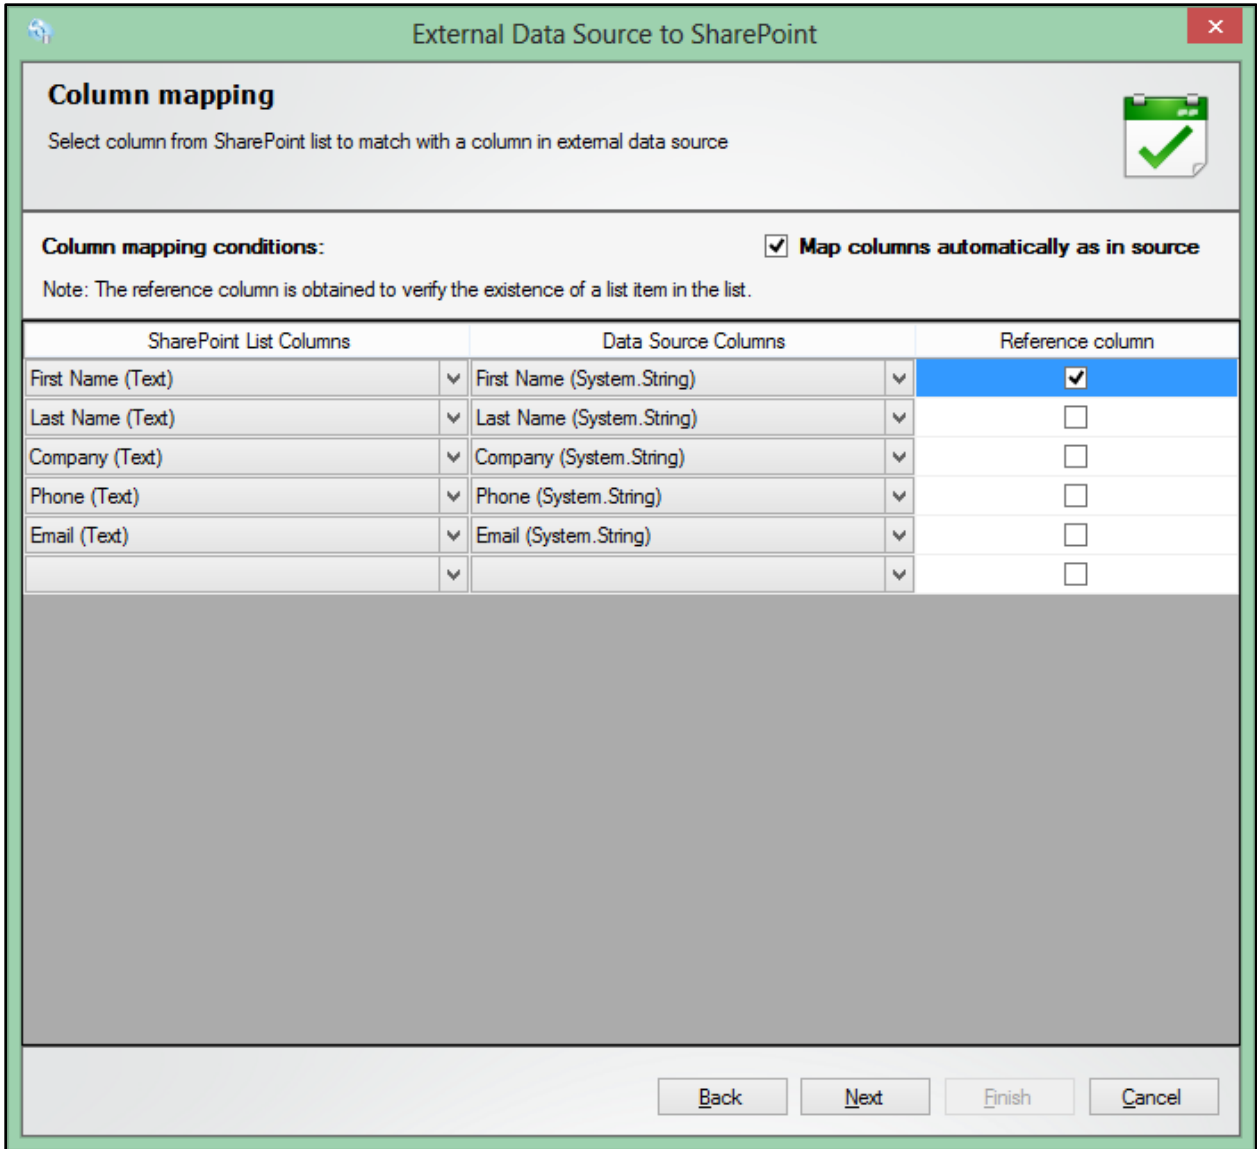 External Data Source to SharePoint
Column mapping
Select column from SharePoint list to match with a column in external data source
Column mapping conditions:
Map columns automatically as in source
Note: The reference column is obtained to verify the existence of a list item in the list.
SharePoint List Columns Data Source Columns Reference column
First Name (Text) First Name (System.String)
Last Name (Text) Last Name (System.String)
Company (Text) Company (System.String)
Phone (Text) Phone (System.String)
Email (Text) Email (System.String)
Back Next Finish Cancel